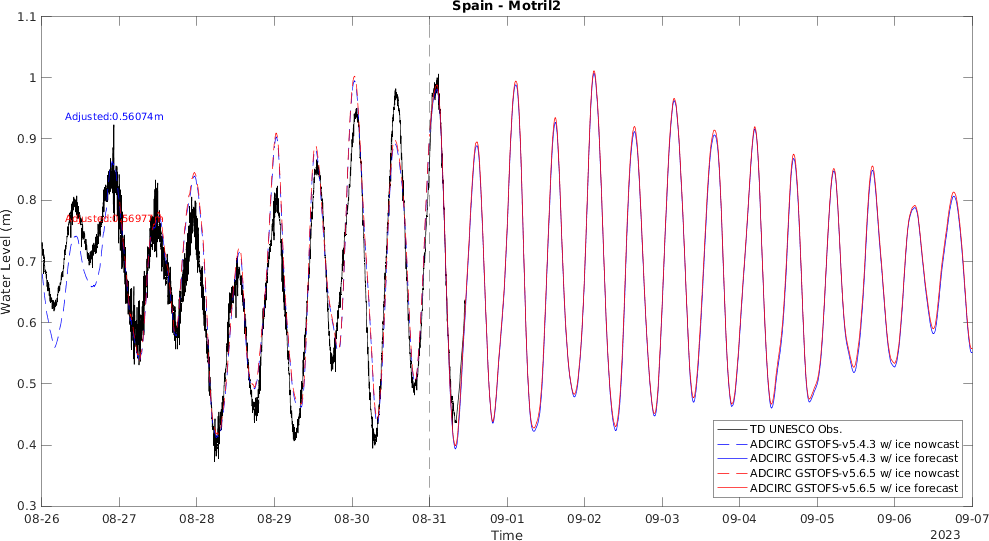 Spain - Motril2
1.1
1
0.9
0.8
0.7
0.6
0.5
0.4
0.3
Water Level (m)
Adjusted:0.56074m
TD UNESCO Obs.
ADCIRC GSTOFS-v5.4.3 w/ ice nowcast
ADCIRC GSTOFS-v5.4.3 w/ ice forecast
ADCIRC GSTOFS-v5.6.5 w/ ice nowcast
ADCIRC GSTOFS-v5.6.5 w/ ice forecast
08-26 08-27 08-28 08-29 08-30 08-31 09-01 09-02 09-03 09-04 09-05 09-06 09-07
Time
2023